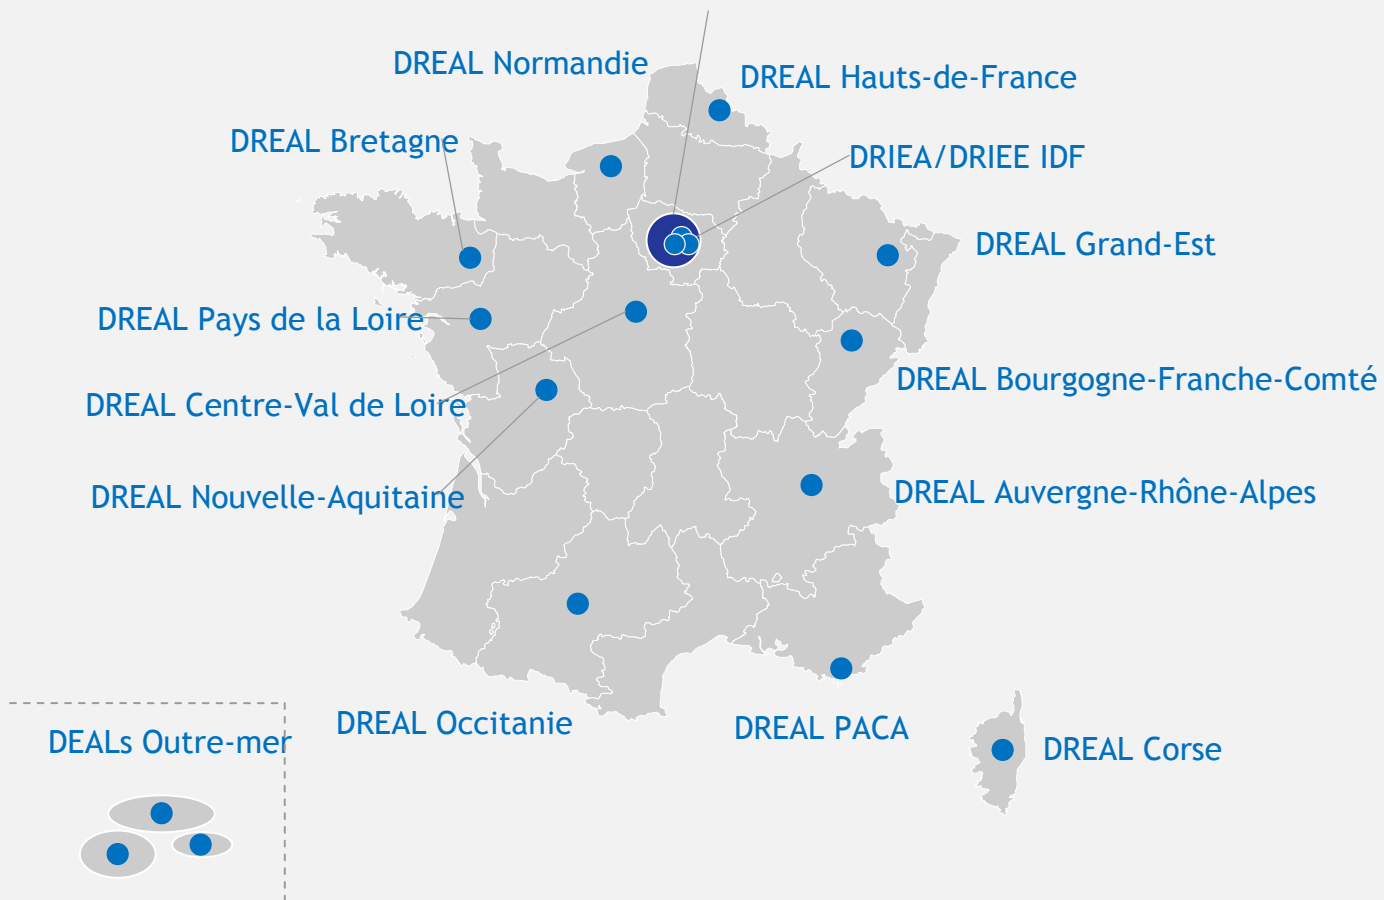 DREAL Normandie
DREAL Hauts-de-France
DREAL Bretagne
DRIEA/DRIEE IDF
DREAL Grand-Est
DREAL Pays de la Loire
DREAL Bourgogne-Franche-Comté
DREAL Centre-Val de Loire
DREAL Nouvelle-Aquitaine
DREAL Auvergne-Rhône-Alpes
DREAL Occitanie
DREAL PACA
DEALs Outre-mer
DREAL Corse